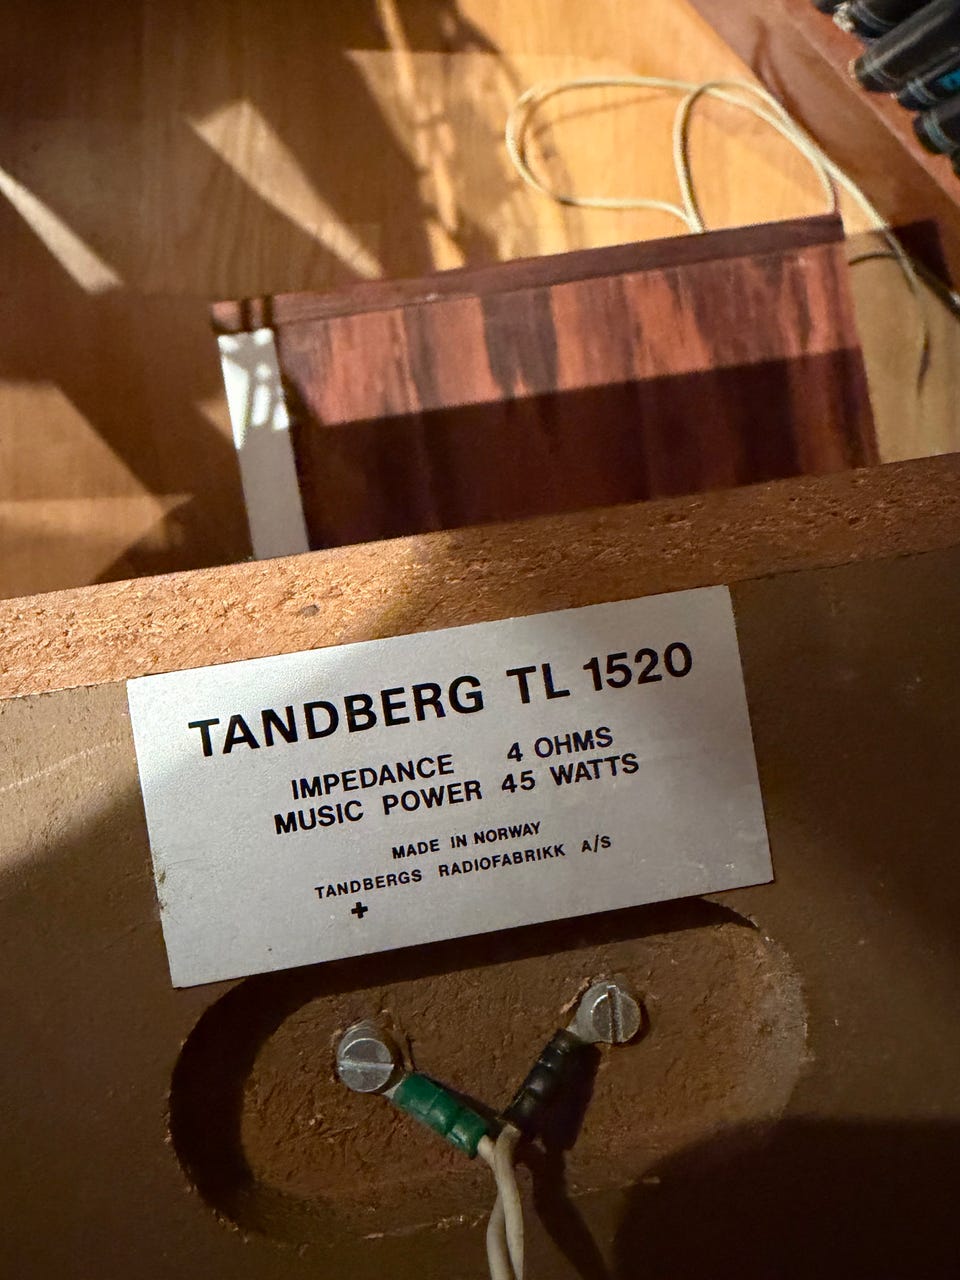 TANDBERG TL 1520
IMPEDANCE 4 OHMS
MUSIC POWER 45 WATTS
MADE IN NORWAY
TANDBERGS RADIOFABRIKK A/S
+